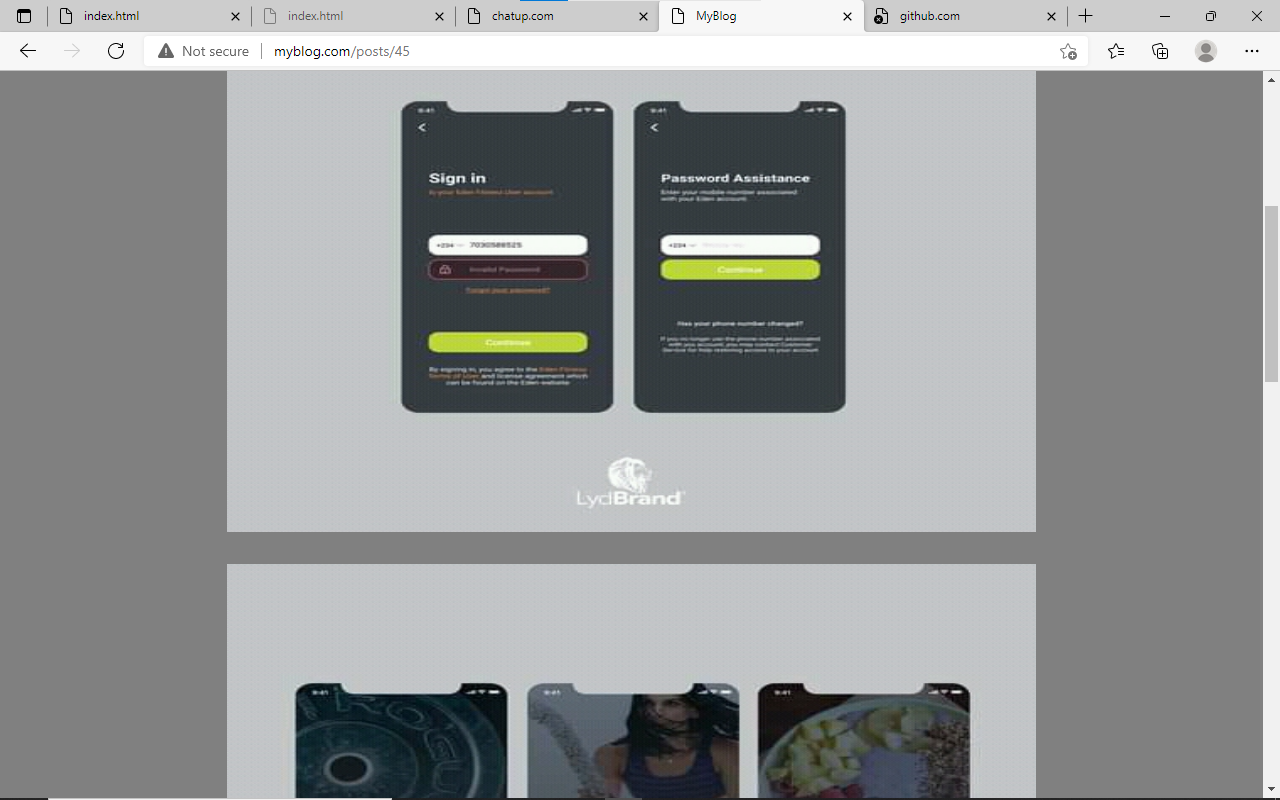 index.html
index.html
chatup.com
MyBlog
github.com
Not secure
myblog.com/posts/45
9:41
9:41
Sign in
to your Eden Fitness User account
Password Assistance
Enter your mobile number associated
with your Eden account
+234 7030588525
+234
Invalid Password
Continue
Forgot your password?
Has your phone number changed?
Continue
If you no longer use the phone number associated
with you account, you may contact Customer
Service for help restoring access to your account
By signing in, you agree to the Eden Fitness
Terms of User and license agreement which
can be found on the Eden website
LydBrand
9:41
9:41
9:41
ROGU